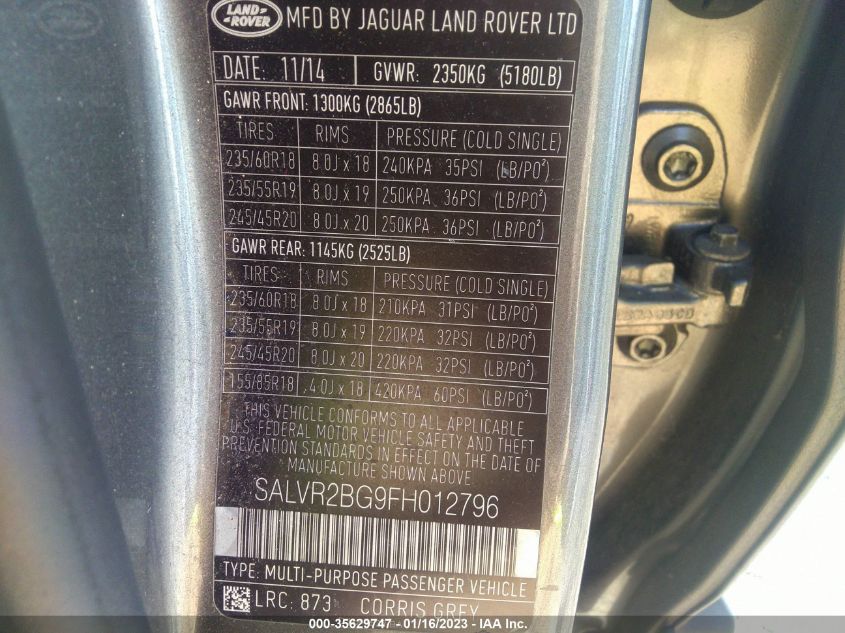 LAND-ROVER MFD BY JAGUAR LAND ROVER LTD
DATE: 11/14 GVWR: 2350KG (5180LB)
GAWR FRONT: 1300KG (2865LB)
TIRES RIMS PRESSURE (COLD SINGLE)
235/60R18 8.0J x 18 240KPA 35PSI (LB/PO²)
235/55R19 8.0J x 19 250KPA 36PSI (LB/PO²)
245/45R20 8.0J x 20 250KPA 36PSI (LB/PO²)
GAWR REAR: 1145KG (2525LB)
TIRES RIMS PRESSURE (COLD SINGLE)
235/60R18 8.0J x 18 210KPA 31PSI (LB/PO²)
235/55R19 8.0J x 19 220KPA 32PSI (LB/PO²)
245/45R20 8.0J x 20 220KPA 32PSI (LB/PO²)
155/85R18 4.0J x 18 420KPA 60PSI (LB/PO²)
THIS VEHICLE CONFORMS TO ALL APPLICABLE
U.S. FEDERAL MOTOR VEHICLE SAFETY AND THEFT
PREVENTION STANDARDS IN EFFECT ON THE DATE OF
MANUFACTURE SHOWN ABOVE
SALVR2BG9FH012796
TYPE: MULTI-PURPOSE PASSENGER VEHICLE
LRC: 873 CORRIS GREY
000-35629747 - 01/16/2023 - IAA Inc.